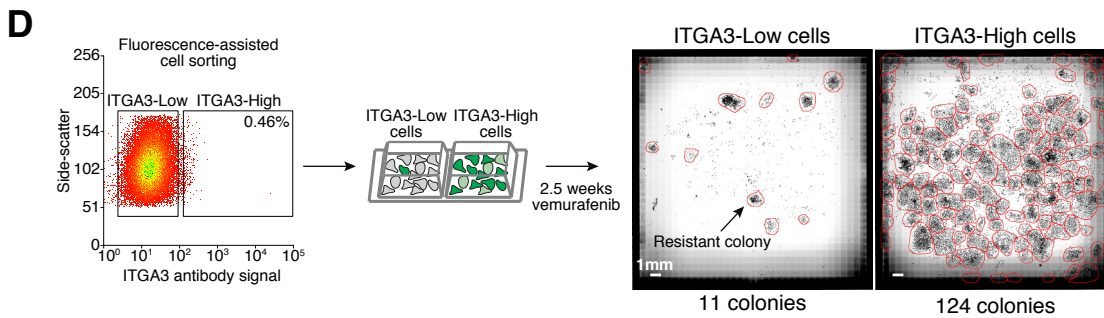 D
Fluorescence-assisted
cell sorting
256
205
154
102
51
0
Side-scatter
ITGA3-Low
ITGA3-High
0.46%
10⁰
10¹
10²
10³
10⁴
10⁵
ITGA3 antibody signal
ITGA3-Low
cells
ITGA3-High
cells
2.5 weeks
vemurafenib
ITGA3-Low cells
Resistant colony
1mm
11 colonies
ITGA3-High cells
124 colonies